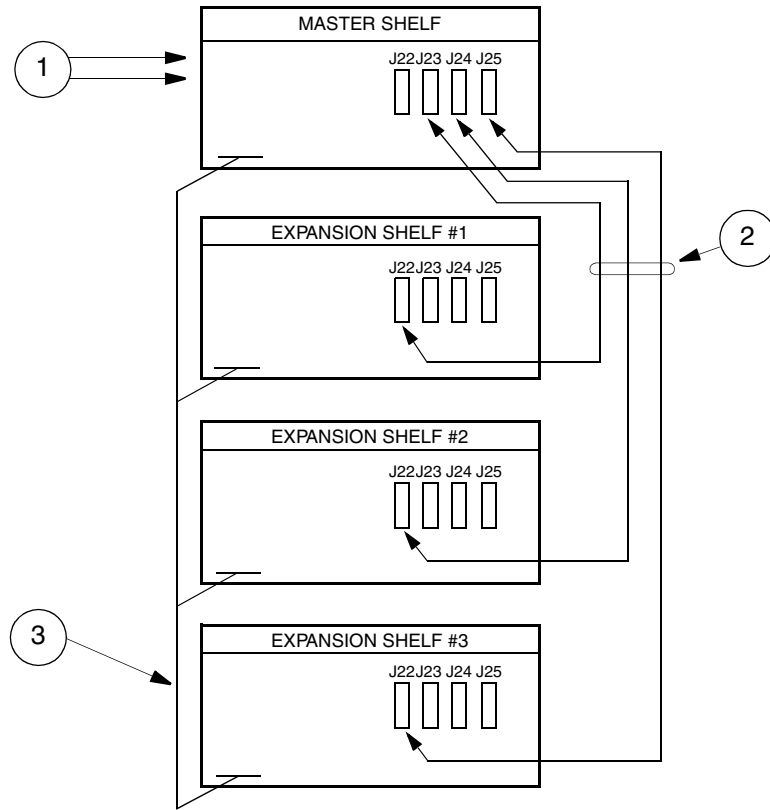 MASTER SHELF
1
J22J23 J24 J25
EXPANSION SHELF #1
2
J22J23 J24 J25
EXPANSION SHELF #2
J22J23 J24 J25
3
EXPANSION SHELF #3
J22J23 J24 J25